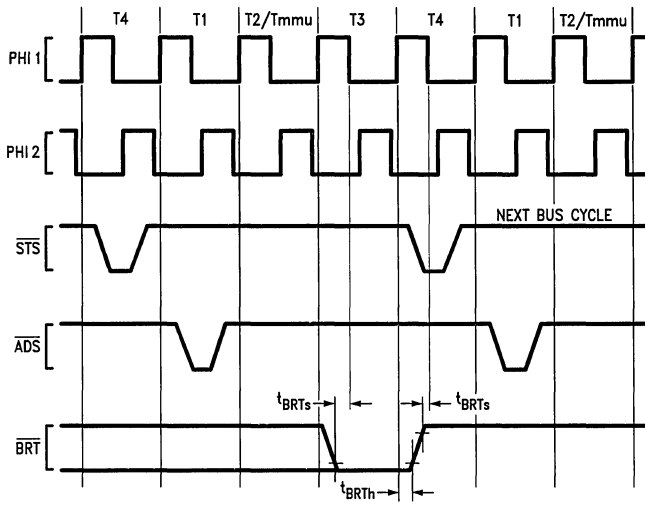 T4 T1 T2/Tmmu T3 T4 T1 T2/Tmmu
PHI 1
PHI 2
NEXT BUS CYCLE
STS
ADS
tBRTs tBRTs
BRT
tBRTh